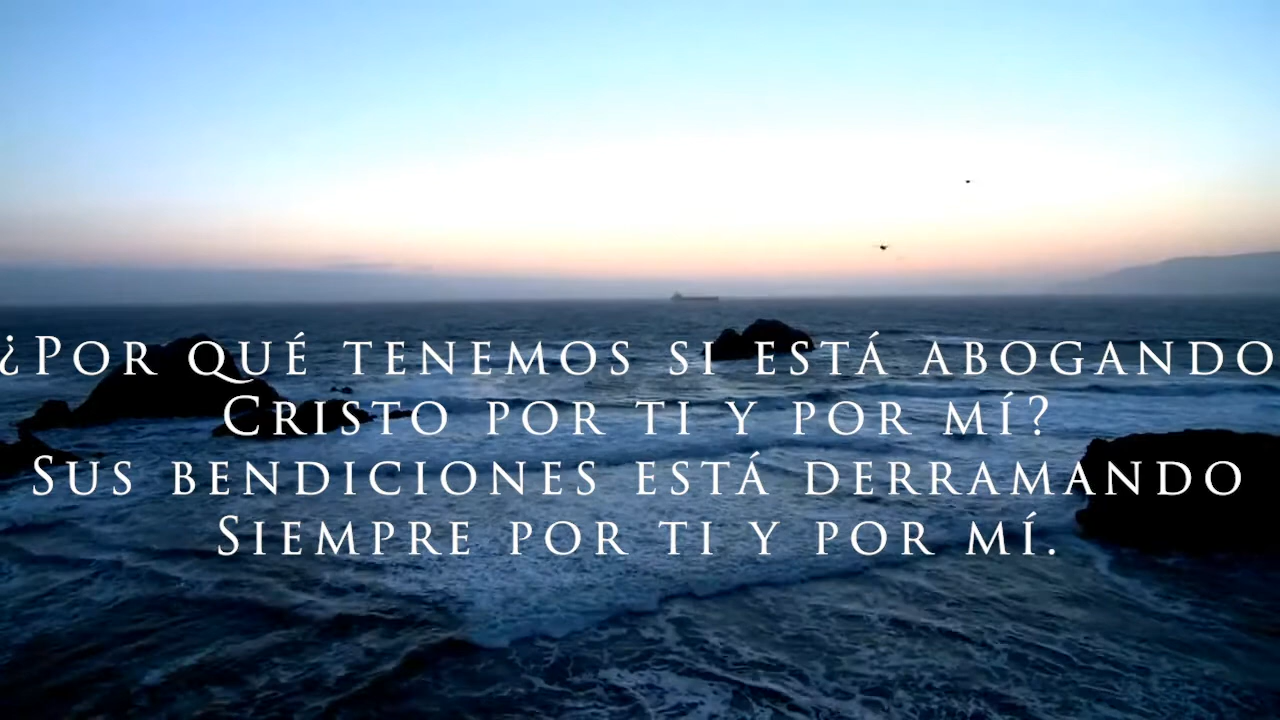 ¿Por qué tenemos si está abogando
Cristo por ti y por mí?
Sus bendiciones está derramando
Siempre por ti y por mí.